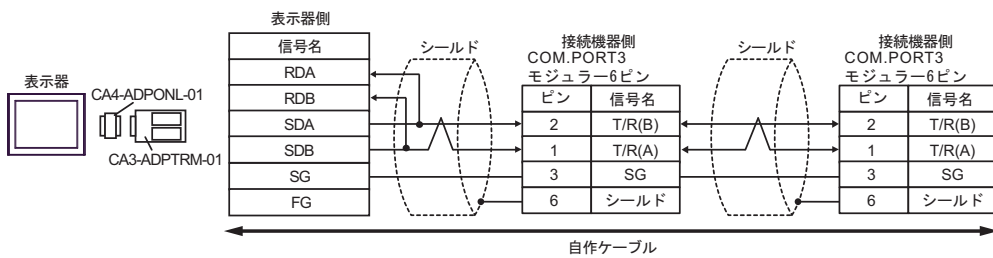 表示器
CA4-ADPONL-01
CA3-ADPTRM-01
表示器側
信号名
RDA
RDB
SDA
SDB
SG
FG
シールド
接続機器側
COM.PORT3
モジュラー6ピン
ピン 信号名
2 T/R(B)
1 T/R(A)
3 SG
6 シールド
シールド
接続機器側
COM.PORT3
モジュラー6ピン
ピン 信号名
2 T/R(B)
1 T/R(A)
3 SG
6 シールド
自作ケーブル